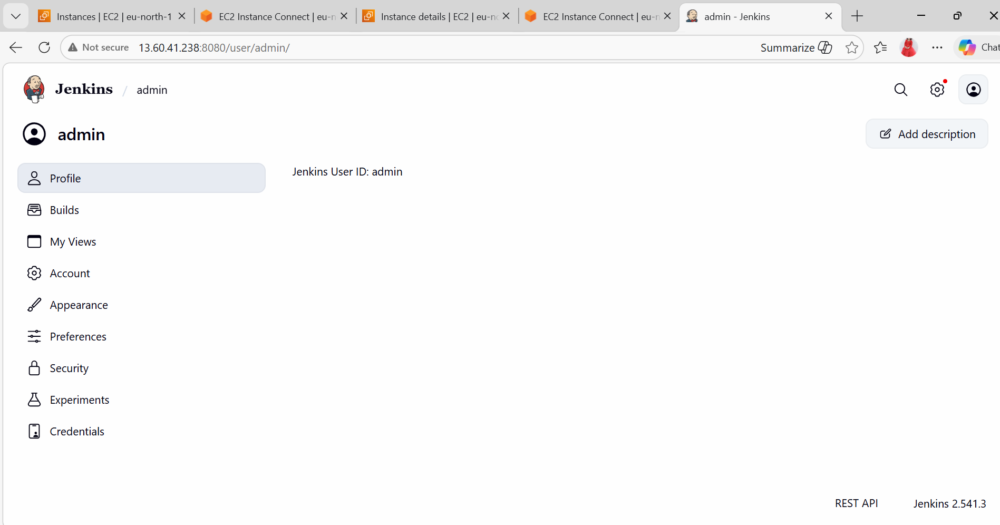 Instances | EC2 | eu-north-1
EC2 Instance Connect | eu-n
Instance details | EC2 | eu-no
EC2 Instance Connect | eu-n
admin - Jenkins
Not secure 13.60.41.238:8080/user/admin/
Summarize
Chat
Jenkins / admin
admin
Add description
Profile
Jenkins User ID: admin
Builds
My Views
Account
Appearance
Preferences
Security
Experiments
Credentials
REST API
Jenkins 2.541.3